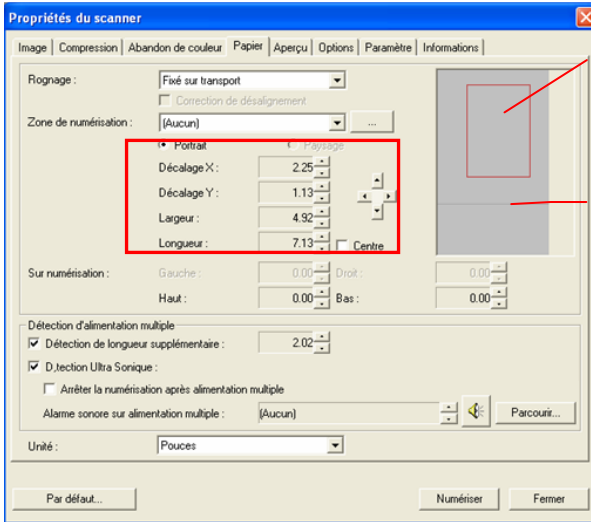 Propriétés du scanner
Image Compression Abandon de couleur Papier Aperçu Options Paramètre Informations
Rognage : Fixé sur transport
Correction de désalignement
Zone de numérisation : (Aucun) ...
Portrait Paysage
Décalage X : 2.25
Décalage Y : 1.13
Largeur : 4.92
Longueur : 7.13 Centre
Sur numérisation : Gauche : 0.00 Droit : 0.00
Haut : 0.00 Bas : 0.00
Détection d'alimentation multiple
Détection de longueur supplémentaire : 2.02
D,tection Ultra Sonique :
Arrêter la numérisation après alimentation multiple
Alarme sonore sur alimentation multiple : (Aucun) Parcourir...
Unité : Pouces
Par défaut... Numériser Fermer